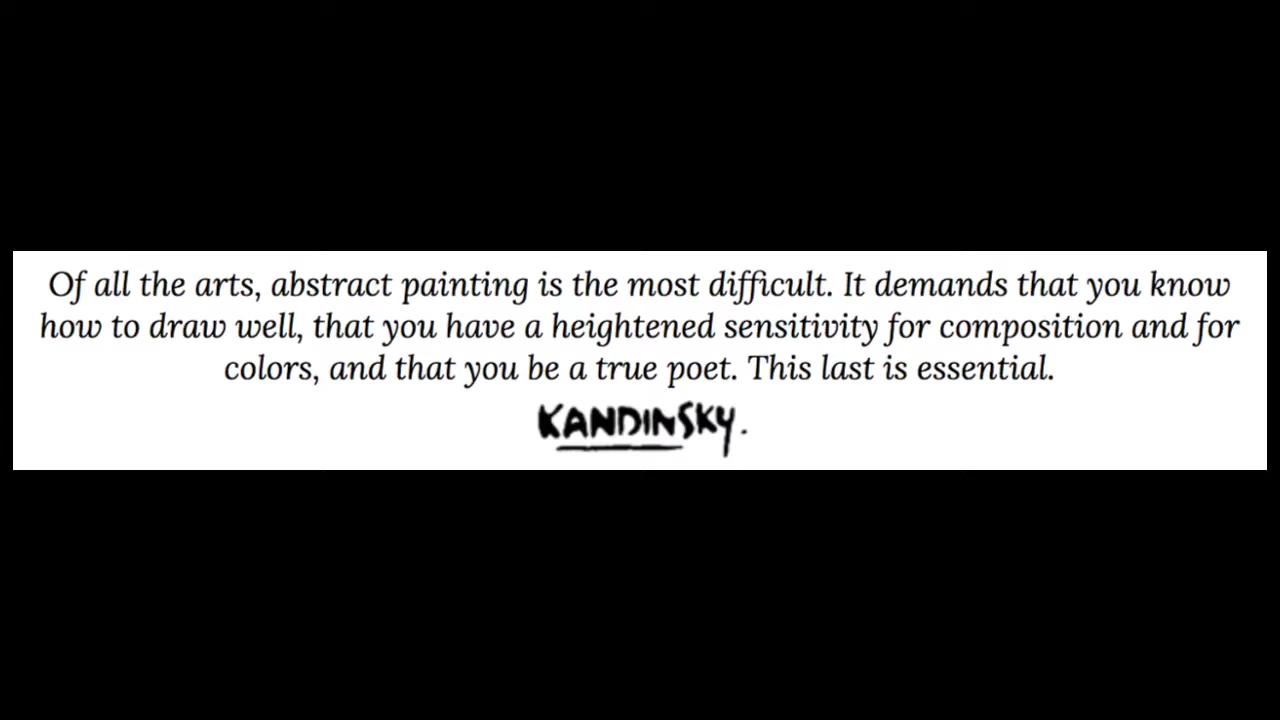 Of all the arts, abstract painting is the most difficult. It demands that you know
how to draw well, that you have a heightened sensitivity for composition and for
colors, and that you be a true poet. This last is essential.
KANDINSKY.